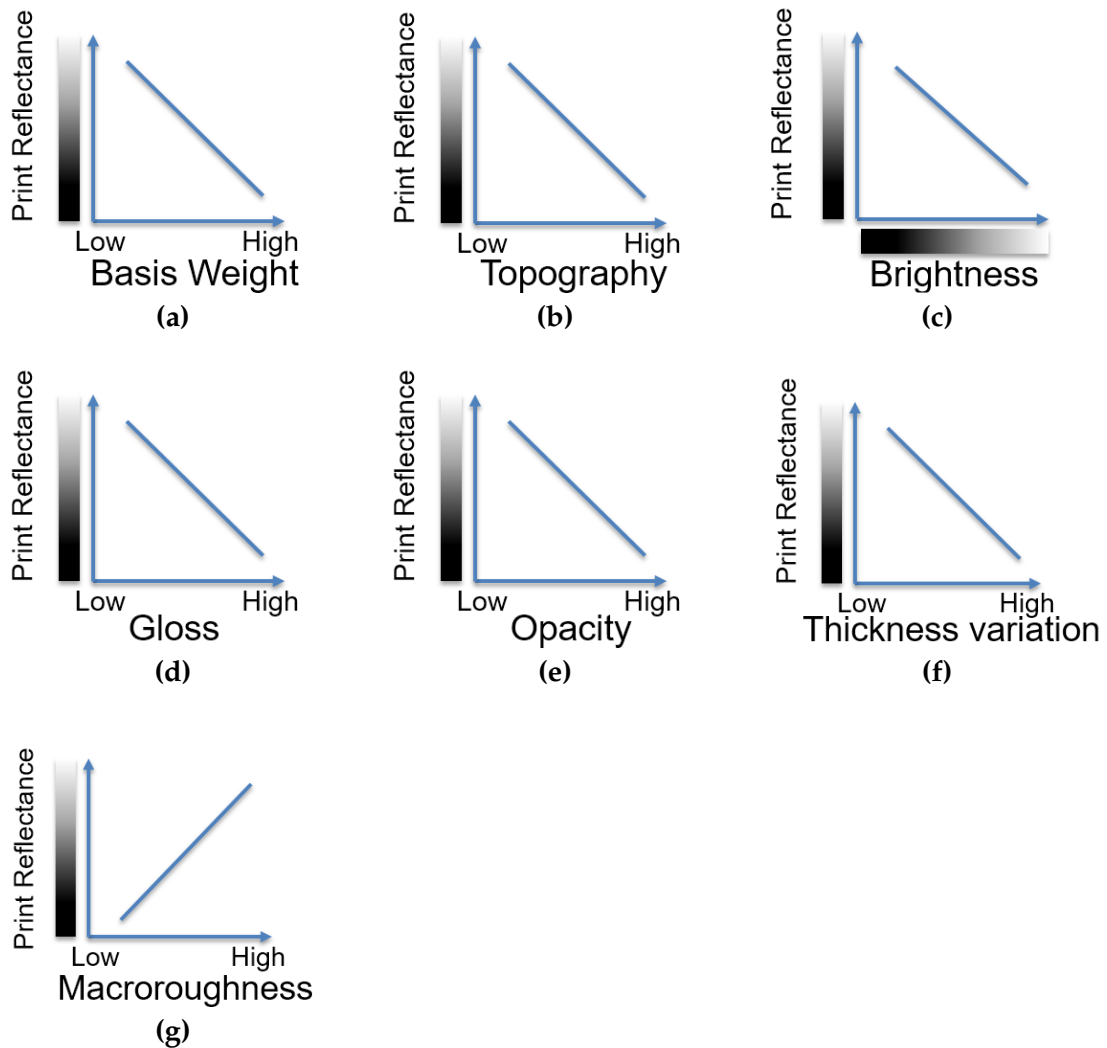 Print Reflectance
Low High
Basis Weight
(a)
Print Reflectance
Low High
Topography
(b)
Print Reflectance
Brightness
(c)
Print Reflectance
Low High
Gloss
(d)
Print Reflectance
Low High
Opacity
(e)
Print Reflectance
Low High
Thickness variation
(f)
Print Reflectance
Low High
Macroroughness
(g)